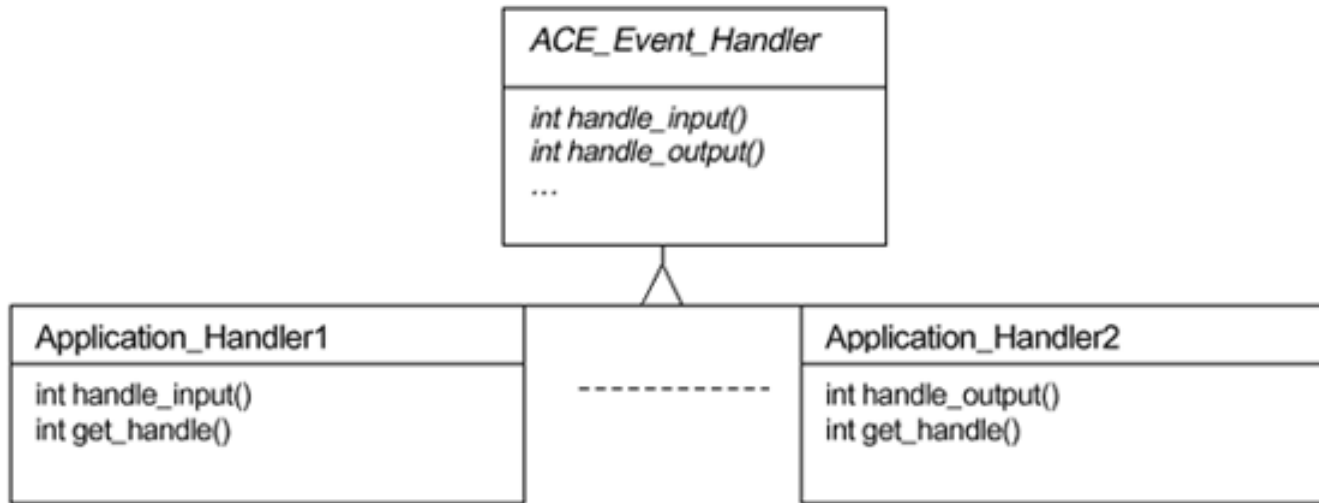 ACE_Event_Handler
int handle_input()
int handle_output()
...
Application_Handler1
int handle_input()
int get_handle()
Application_Handler2
int handle_output()
int get_handle()